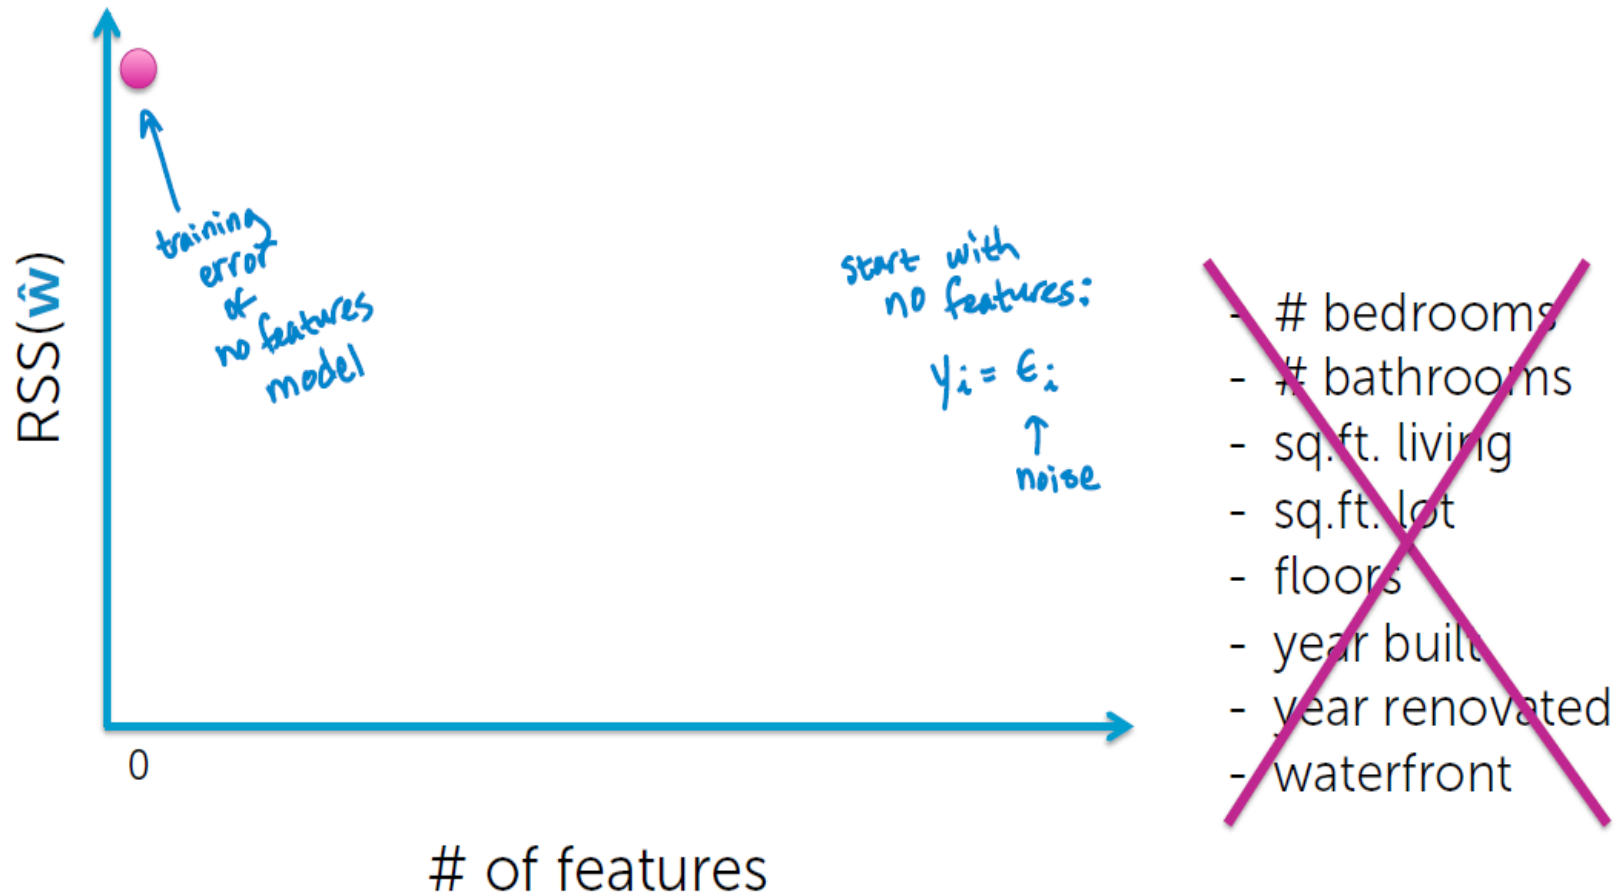 RSS(ŵ)
training
error
of
no features
model
start with
no features:
yᵢ = εᵢ
↑
noise
- # bedrooms
- # bathrooms
- sq.ft. living
- sq.ft. lot
- floors
- year built
- year renovated
- waterfront
0
# of features